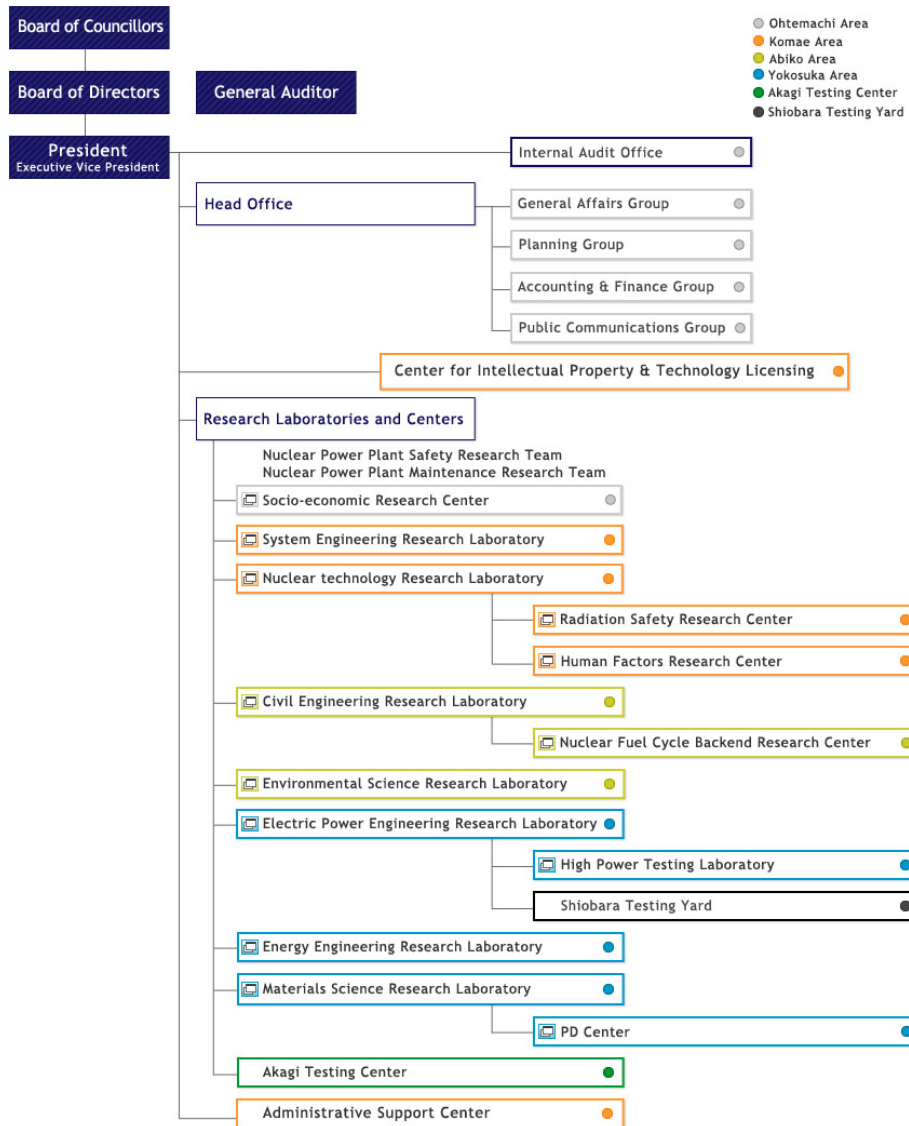 Board of Councillors
Ohtemachi Area
Komae Area
Abiko Area
Yokosuka Area
Akagi Testing Center
Shiobara Testing Yard
Board of Directors
General Auditor
President
Executive Vice President
Internal Audit Office
Head Office
General Affairs Group
Planning Group
Accounting & Finance Group
Public Communications Group
Center for Intellectual Property & Technology Licensing
Research Laboratories and Centers
Nuclear Power Plant Safety Research Team
Nuclear Power Plant Maintenance Research Team
Socio-economic Research Center
System Engineering Research Laboratory
Nuclear technology Research Laboratory
Radiation Safety Research Center
Human Factors Research Center
Civil Engineering Research Laboratory
Nuclear Fuel Cycle Backend Research Center
Environmental Science Research Laboratory
Electric Power Engineering Research Laboratory
High Power Testing Laboratory
Shiobara Testing Yard
Energy Engineering Research Laboratory
Materials Science Research Laboratory
PD Center
Akagi Testing Center
Administrative Support Center